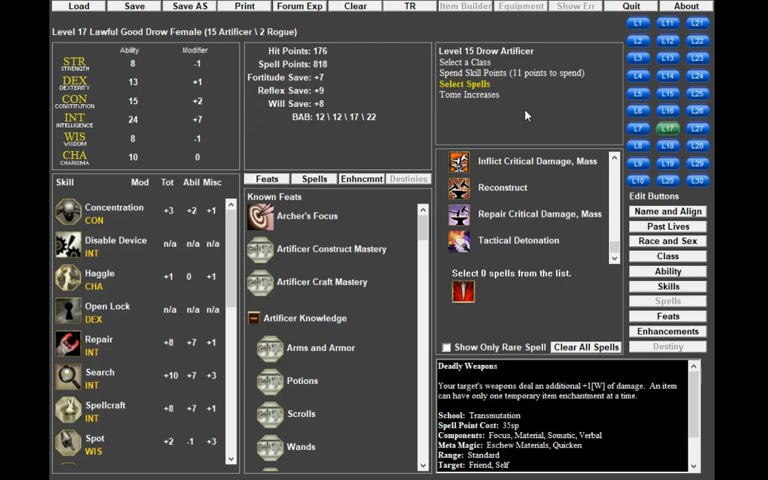 Load Save Save AS Print Forum Exp Clear TR Item Builder Equipment Show Err Quit About
Level 17 Lawful Good Drow Female (15 Artificer \ 2 Rogue)
Ability Modifier
STR 8 -1
STRENGTH
DEX 13 +1
DEXTERITY
CON 15 +2
CONSTITUTION
INT 24 +7
INTELLIGENCE
WIS 8 -1
WISDOM
CHA 10 0
CHARISMA
Hit Points: 176
Spell Points: 818
Fortitude Save: +7
Reflex Save: +9
Will Save: +8
BAB: 12 \ 12 \ 17 \ 22
Level 15 Drow Artificer
Select a Class
Spend Skill Points (11 points to spend)
Select Spells
Tome Increases
L1 L11 L21
L2 L12 L22
L3 L13 L23
L4 L14 L24
L5 L15 L25
L6 L16 L26
L7 L17 L27
L8 L18 L28
L9 L19 L29
L10 L20 L30
Edit Buttons
Name and Align
Past Lives
Race and Sex
Class
Ability
Skills
Spells
Feats
Enhancements
Destiny
Skill Mod Tot Abil Misc
Concentration +3 +2 +1
CON
Disable Device n/a n/a n/a
INT
Haggle +1 0 +1
CHA
Open Lock n/a n/a n/a
DEX
Repair +8 +7 +1
INT
Search +10 +7 +3
INT
Spellcraft +8 +7 +1
INT
Spot +2 -1 +3
WIS
Feats Spells Enhncmnt Destinies
Known Feats
Archer's Focus
Artificer Construct Mastery
Artificer Craft Mastery
Artificer Knowledge
Arms and Armor
Potions
Scrolls
Wands
Inflict Critical Damage, Mass
Reconstruct
Repair Critical Damage, Mass
Tactical Detonation
Select 0 spells from the list.
Show Only Rare Spell Clear All Spells
Deadly Weapons
Your target's weapons deal an additional +1[W] of damage. An item
can have only one temporary item enchantment at a time.
School: Transmutation
Spell Point Cost: 35sp
Components: Focus, Material, Somatic, Verbal
Meta Magic: Eschew Materials, Quicken
Range: Standard
Target: Friend, Self